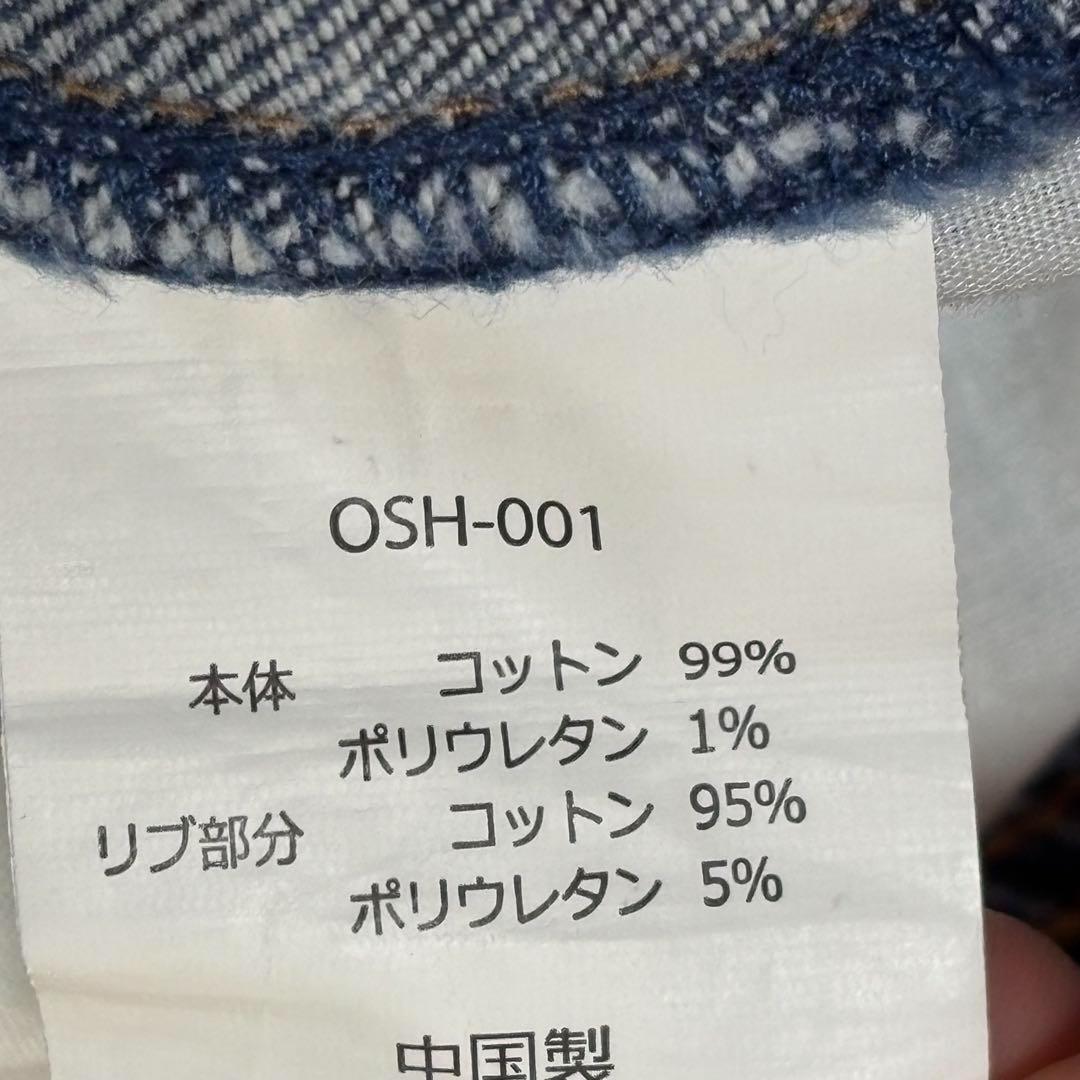 OSH-001
本体 コットン 99%
ポリウレタン 1%
リブ部分 コットン 95%
ポリウレタン 5%
中国製